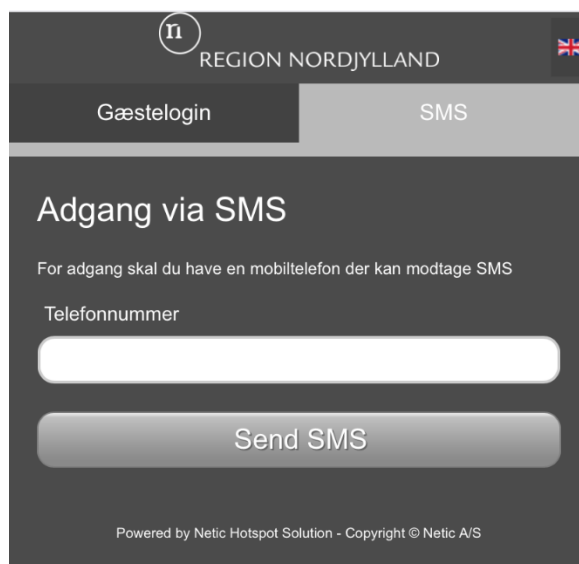 n
REGION NORDJYLLAND
Gæstelogin
SMS
Adgang via SMS
For adgang skal du have en mobiltelefon der kan modtage SMS
Telefonnummer
Send SMS
Powered by Netic Hotspot Solution - Copyright © Netic A/S